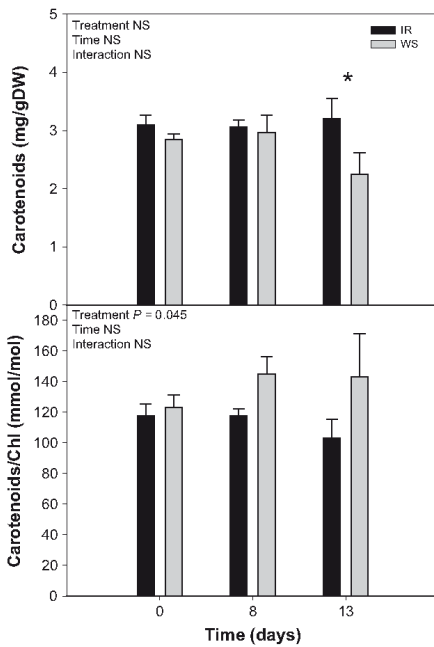 5
4
3
2
1
0
Carotenoids (mg/gDW)
Treatment NS
Time NS
Interaction NS
IR
WS
*
180
160
140
120
100
80
60
40
20
0
Carotenoids/Chl (mmol/mol)
Treatment P = 0.045
Time NS
Interaction NS
0 8 13
Time (days)